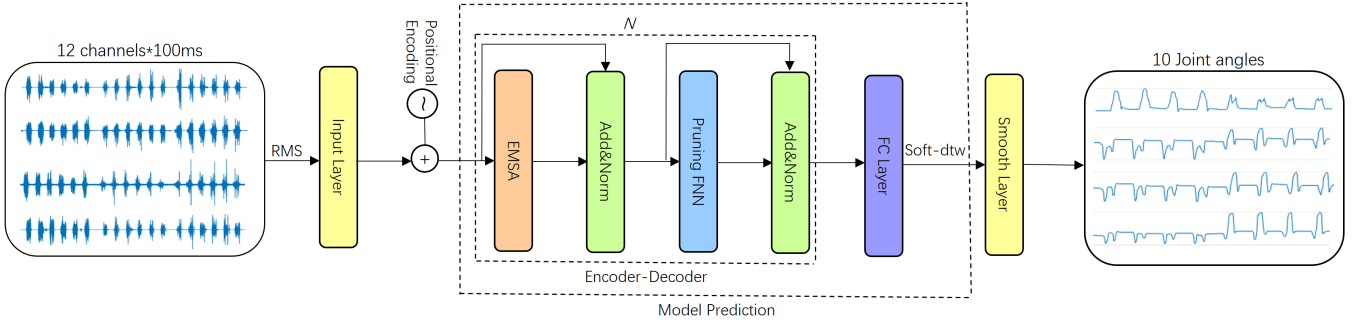 12 channels*100ms
RMS
Input Layer
Positional
Encoding
~
+
N
EMSA
Add&Norm
Pruning FNN
Add&Norm
Encoder-Decoder
FC Layer
Soft-dtw
Model Prediction
Smooth Layer
10 Joint angles